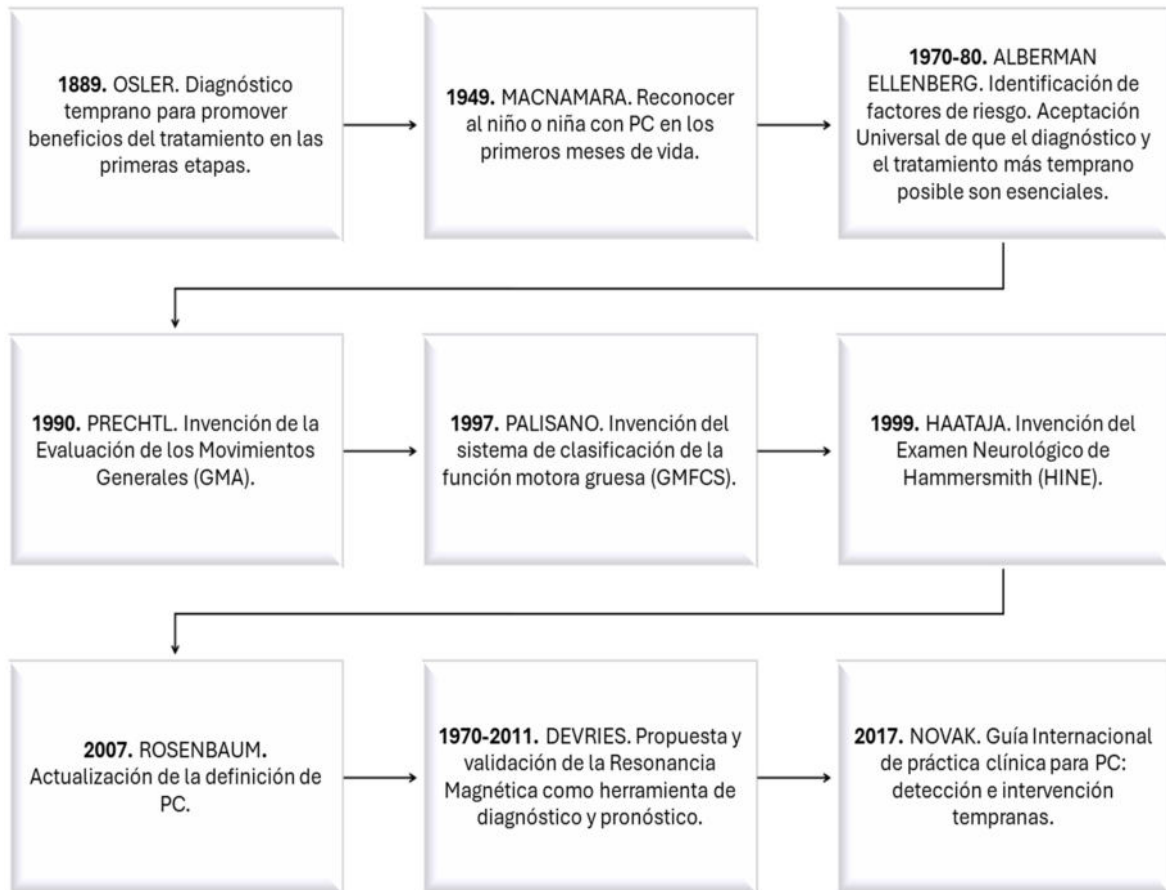 1889. OSLER. Diagnóstico
temprano para promover
beneficios del tratamiento en las
primeras etapas.
1949. MACNAMARA. Reconocer
al niño o niña con PC en los
primeros meses de vida.
1970-80. ALBERMAN
ELLENBERG. Identificación de
factores de riesgo. Aceptación
Universal de que el diagnóstico y
el tratamiento más temprano
posible son esenciales.
1990. PRECHTL. Invención de la
Evaluación de los Movimientos
Generales (GMA).
1997. PALISANO. Invención del
sistema de clasificación de la
función motora gruesa (GMFCS).
1999. HAATAJA. Invención del
Examen Neurológico de
Hammersmith (HINE).
2007. ROSENBAUM.
Actualización de la definición de
PC.
1970-2011. DEVRIES. Propuesta y
validación de la Resonancia
Magnética como herramienta de
diagnóstico y pronóstico.
2017. NOVAK. Guía Internacional
de práctica clínica para PC:
detección e intervención
tempranas.